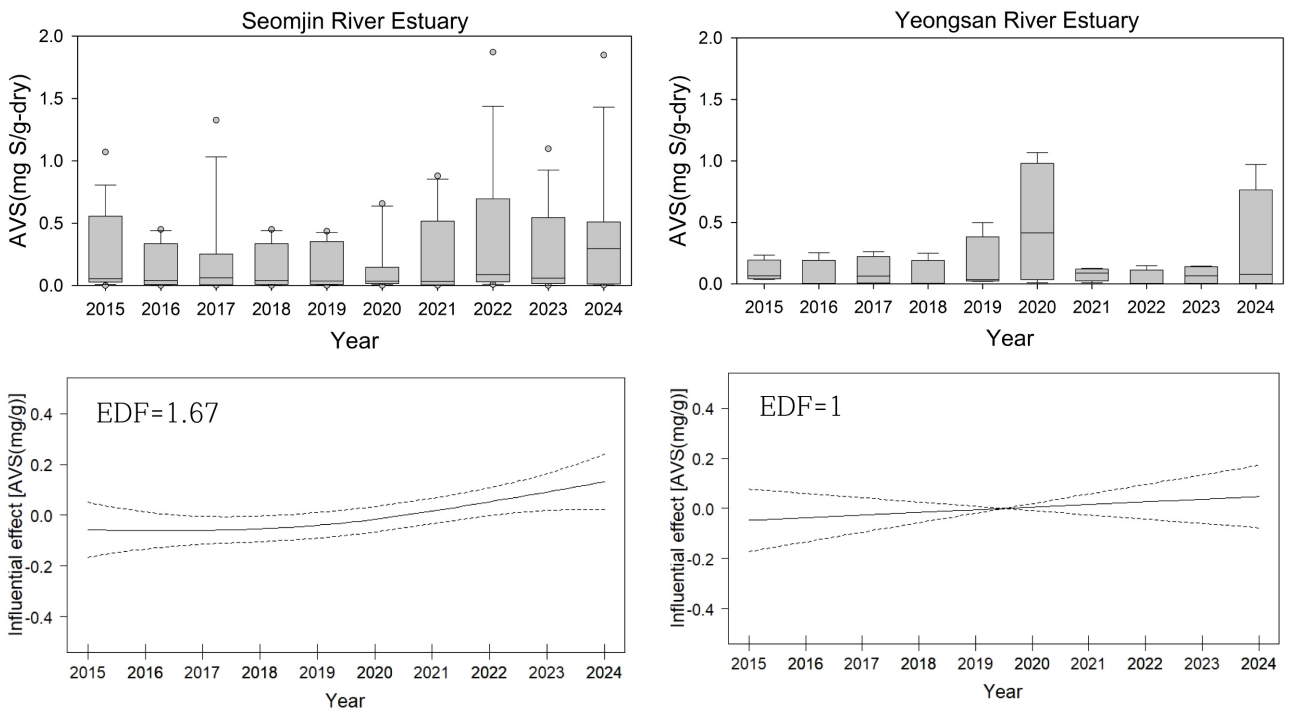 Seomjin River Estuary
AVS(mg S/g-dry)
2.0
1.5
1.0
0.5
0.0
2015 2016 2017 2018 2019 2020 2021 2022 2023 2024
Year
Yeongsan River Estuary
AVS(mg S/g-dry)
2.0
1.5
1.0
0.5
0.0
2015 2016 2017 2018 2019 2020 2021 2022 2023 2024
Year
EDF=1.67
Influential effect [AVS(mg/g)]
0.4
0.2
0.0
-0.2
-0.4
2015 2016 2017 2018 2019 2020 2021 2022 2023 2024
Year
EDF=1
Influential effect [AVS(mg/g)]
0.4
0.2
0.0
-0.2
-0.4
2015 2016 2017 2018 2019 2020 2021 2022 2023 2024
Year